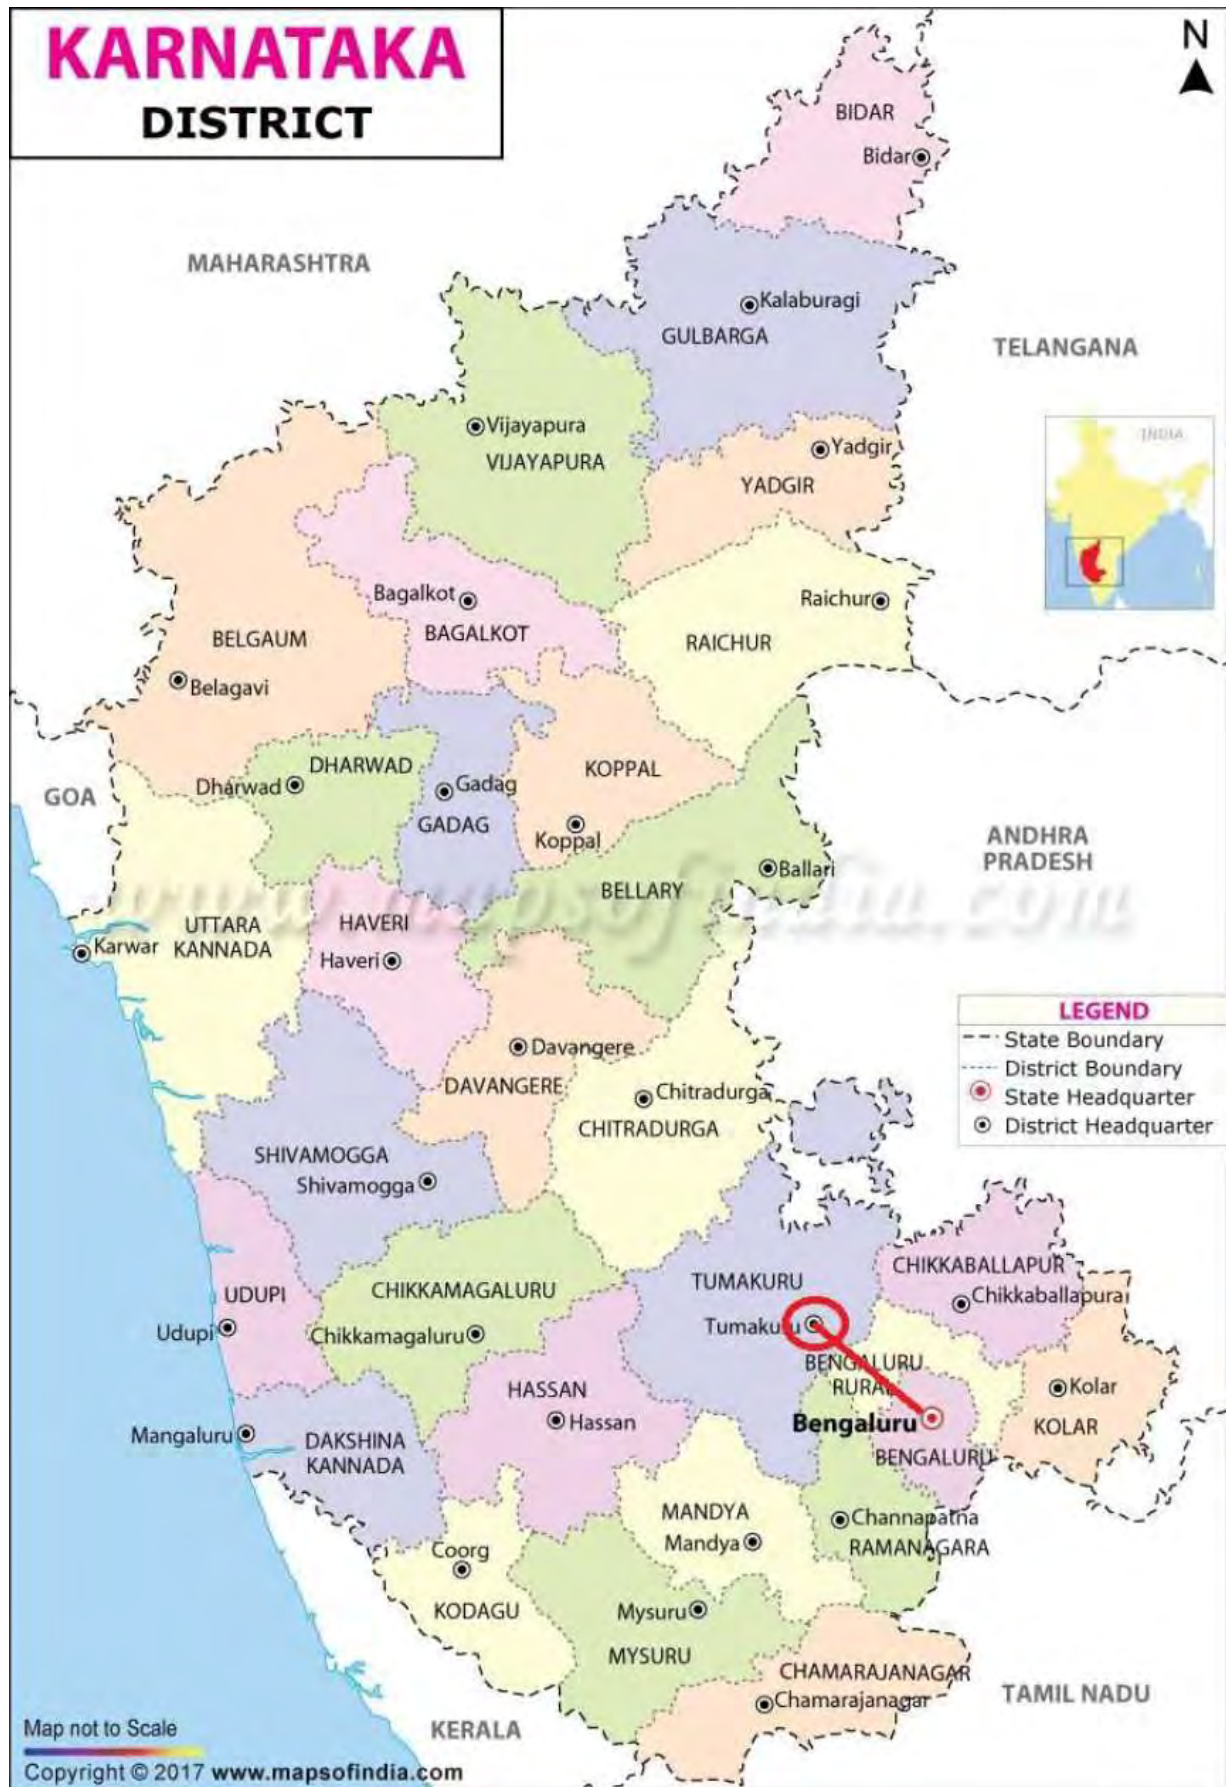 KARNATAKA
DISTRICT
N
BIDAR
Bidar
MAHARASHTRA
Kalaburagi
GULBARGA
TELANGANA
Vijayapura
VIJAYAPURA
Yadgir
YADGIR
INDIA
Bagalkot
BAGALKOT
Raichur
RAICHUR
BELGAUM
Belagavi
DHARWAD
Dharwad
GOA
Gadag
GADAG
KOPPAL
Koppal
ANDHRA
PRADESH
Ballari
BELLARY
www.mapsofindia.com
UTTARA
KANNADA
Karwar
HAVERI
Haveri
LEGEND
State Boundary
District Boundary
State Headquarter
District Headquarter
Davangere
DAVANGERE
Chitradurga
CHITRADURGA
SHIVAMOGGA
Shivamogga
CHIKKABALLAPUR
Chikkaballapura
TUMAKURU
Tumakuru
CHIKKAMAGALURU
Chikkamagaluru
UDUPI
Udupi
BENGALURU
RURAL
HASSAN
Hassan
Kolar
KOLAR
Bengaluru
BENGALURU
Mangaluru
DAKSHINA
KANNADA
MANDYA
Mandya
Channapatna
RAMANAGARA
Coorg
KODAGU
Mysuru
MYSURU
CHAMARAJANAGAR
Chamarajanagar
TAMIL NADU
KERALA
Map not to Scale
Copyright © 2017 www.mapsofindia.com